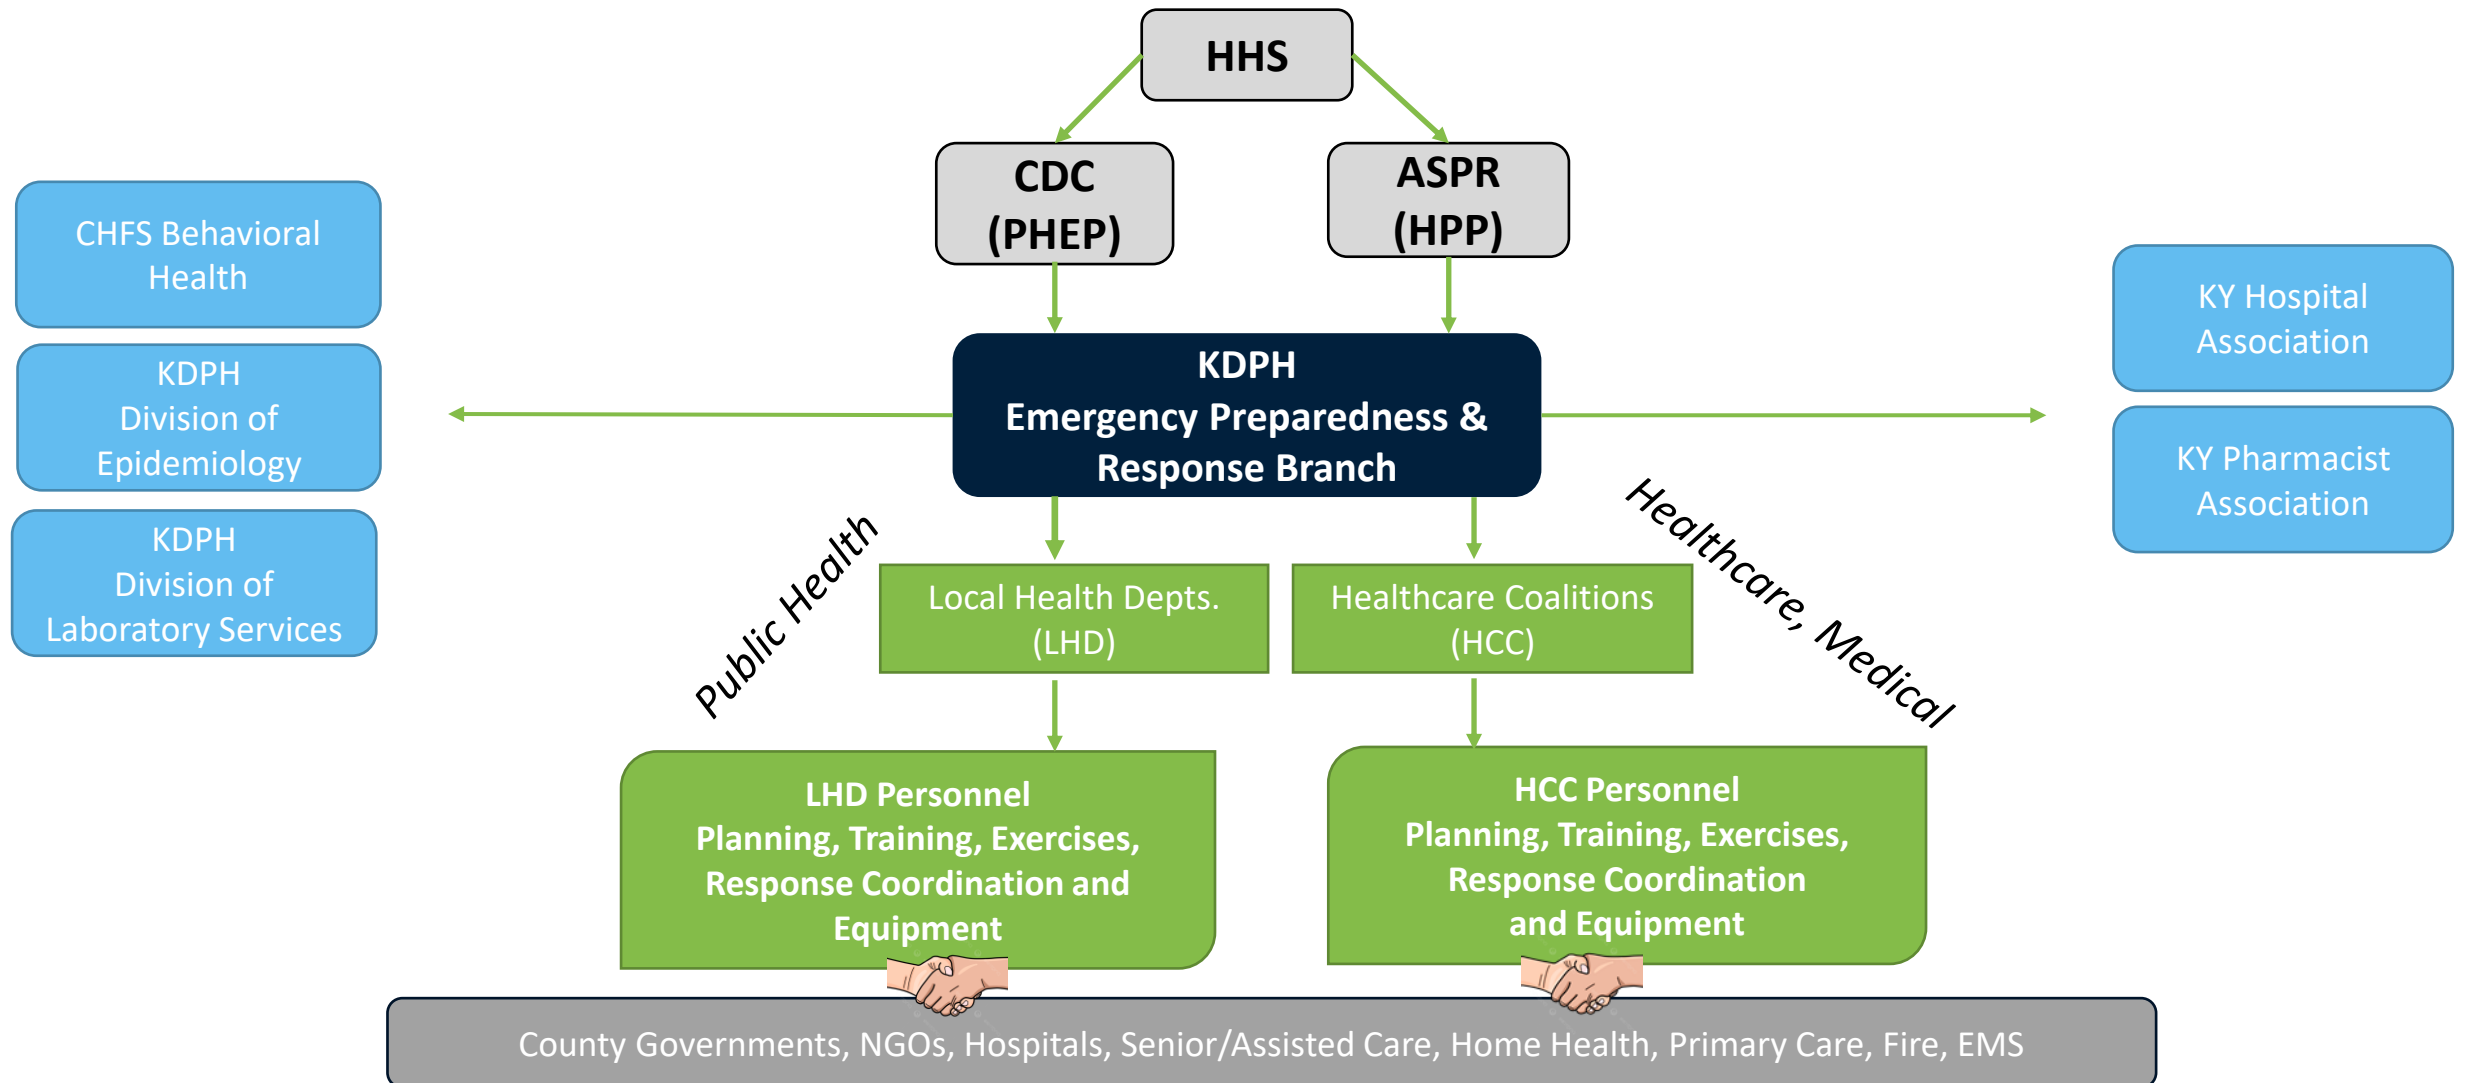 HHS
CDC
(PHEP)
ASPR
(HPP)
CHFS Behavioral
Health
KDPH
Division of
Epidemiology
KDPH
Division of
Laboratory Services
KDPH
Emergency Preparedness &
Response Branch
KY Hospital
Association
KY Pharmacist
Association
Public Health
Healthcare, Medical
Local Health Depts.
(LHD)
Healthcare Coalitions
(HCC)
LHD Personnel
Planning, Training, Exercises,
Response Coordination and
Equipment
HCC Personnel
Planning, Training, Exercises,
Response Coordination
and Equipment
County Governments, NGOs, Hospitals, Senior/Assisted Care, Home Health, Primary Care, Fire, EMS